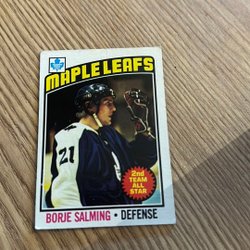 MAPLE LEAFS
21
2nd
TEAM ALL
STAR
BORJE SALMING • DEFENSE